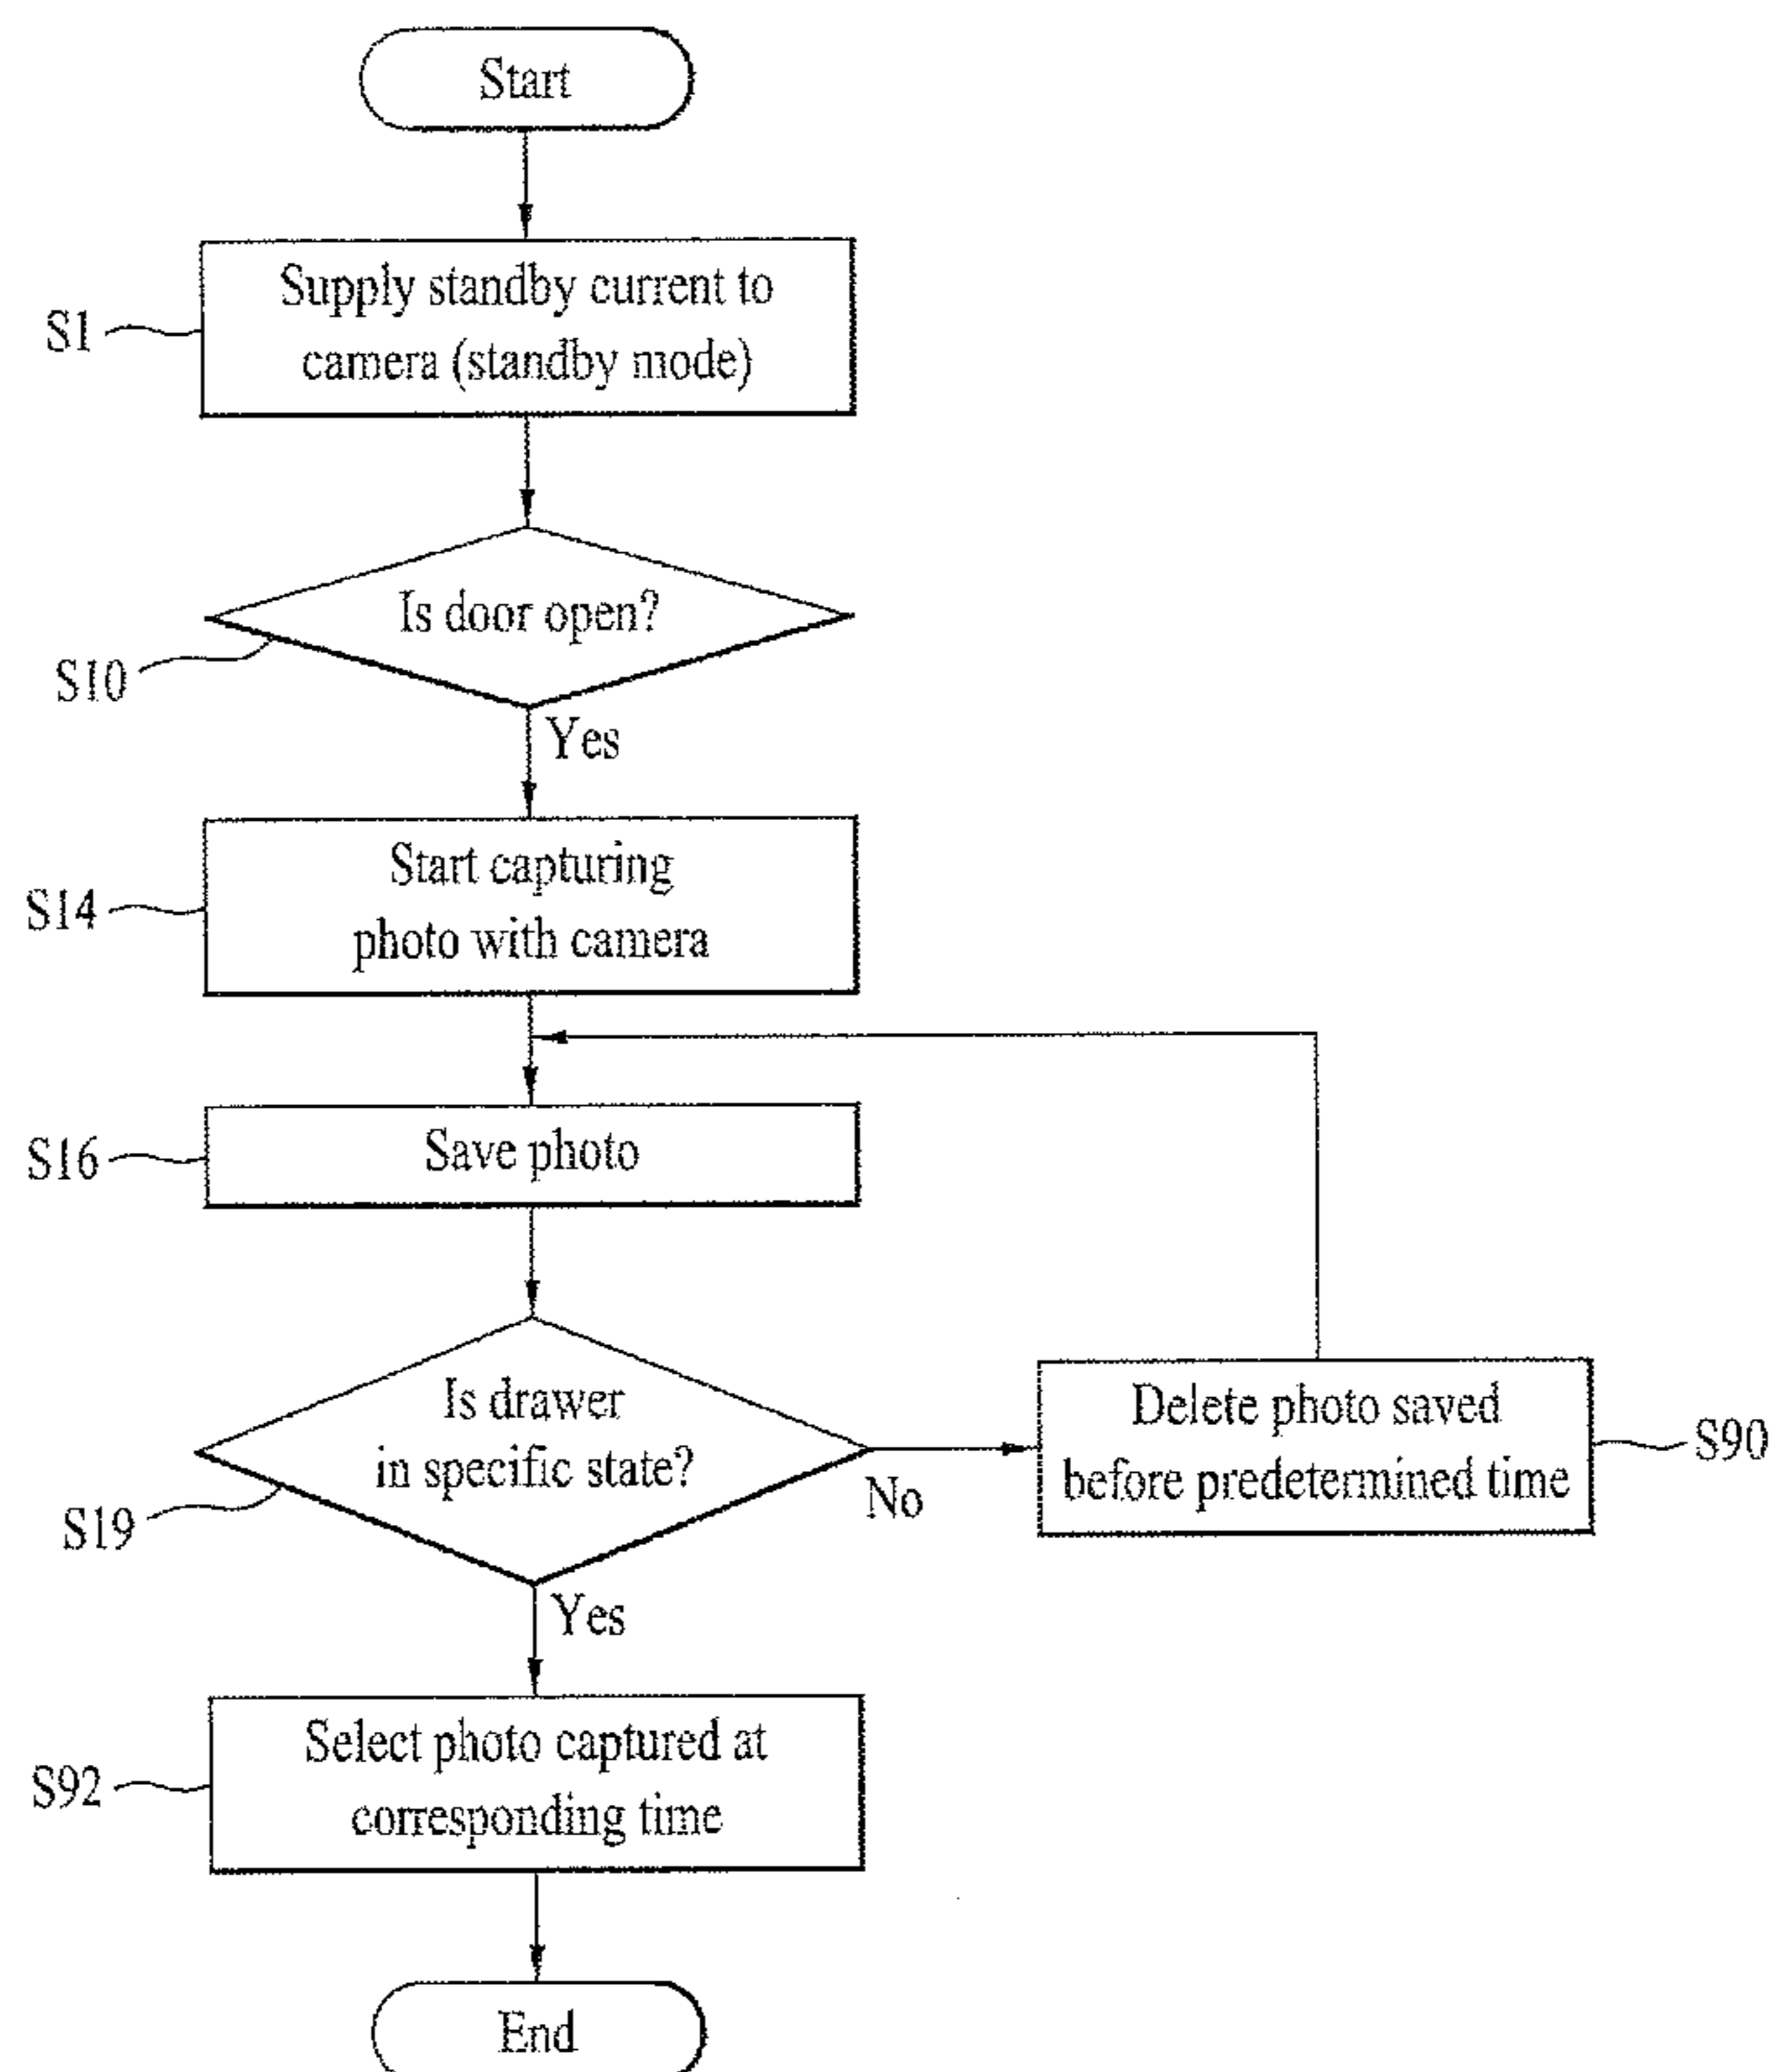 Start
Supply standby current to
camera (standby mode)
S1
Is door open?
S10
Yes
Start capturing
photo with camera
S14
Save photo
S16
Is drawer
in specific state?
S19
No
Delete photo saved
before predetermined time
S90
Yes
Select photo captured at
corresponding time
S92
End